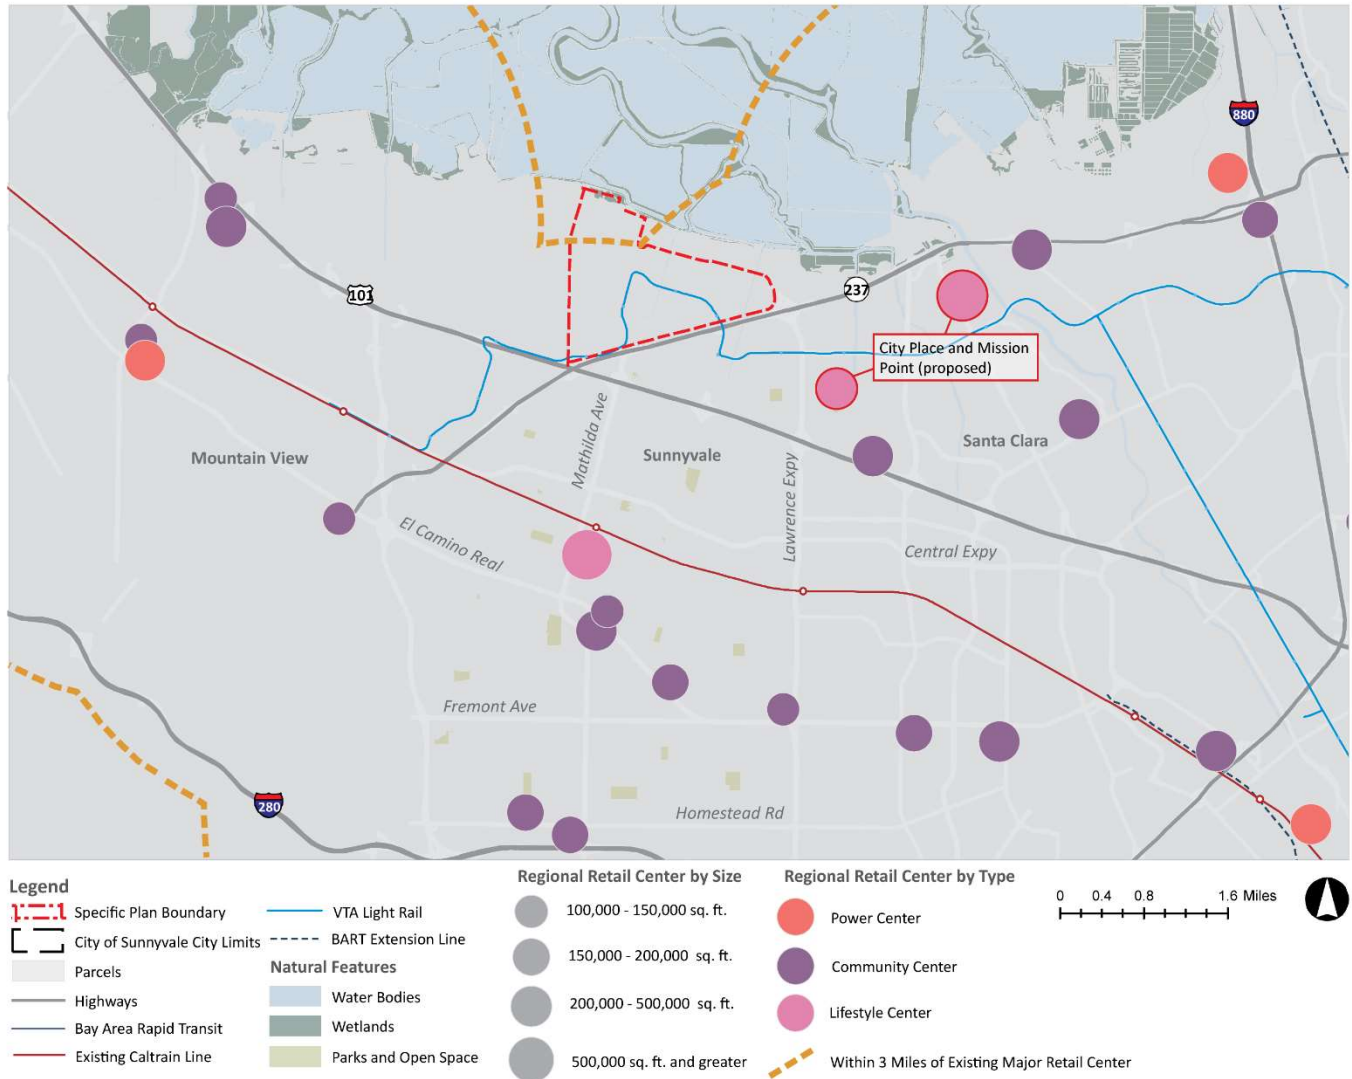 880
101
237
City Place and Mission
Point (proposed)
Mathilda Ave
Mountain View
Sunnyvale
Santa Clara
Lawrence Expy
El Camino Real
Central Expy
Fremont Ave
280
Homestead Rd
Legend
Specific Plan Boundary
City of Sunnyvale City Limits
Parcels
Highways
Bay Area Rapid Transit
Existing Caltrain Line
VTA Light Rail
BART Extension Line
Natural Features
Water Bodies
Wetlands
Parks and Open Space
Regional Retail Center by Size
100,000 - 150,000 sq. ft.
150,000 - 200,000 sq. ft.
200,000 - 500,000 sq. ft.
500,000 sq. ft. and greater
Regional Retail Center by Type
Power Center
Community Center
Lifestyle Center
Within 3 Miles of Existing Major Retail Center
0 0.4 0.8 1.6 Miles